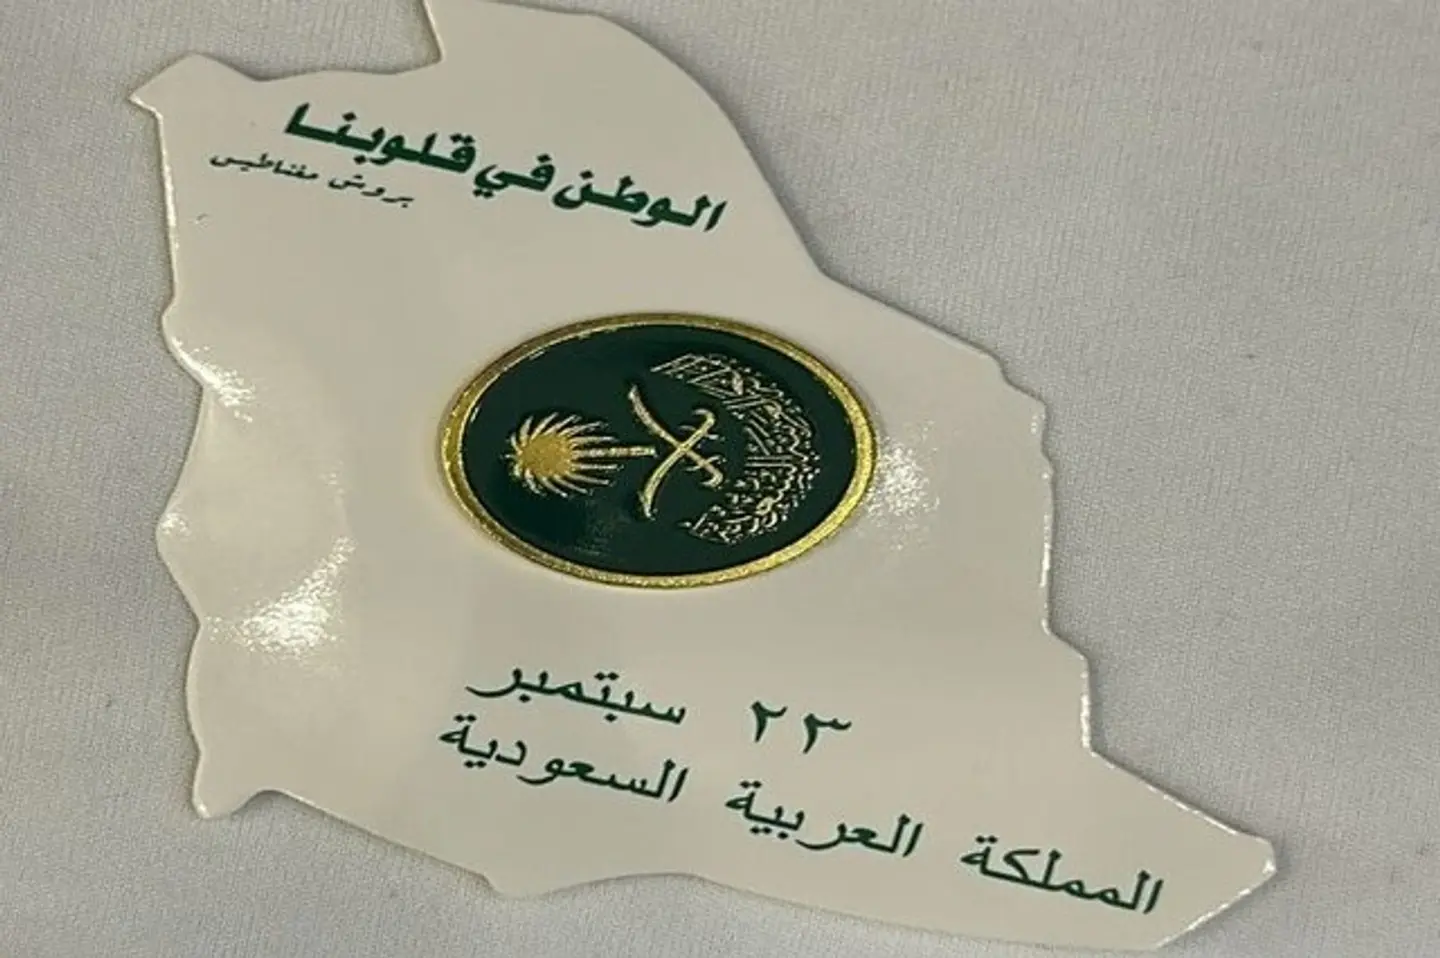 الوطن في قلوبنا
بروش مغناطيس
٢٣ سبتمبر
المملكة العربية السعودية